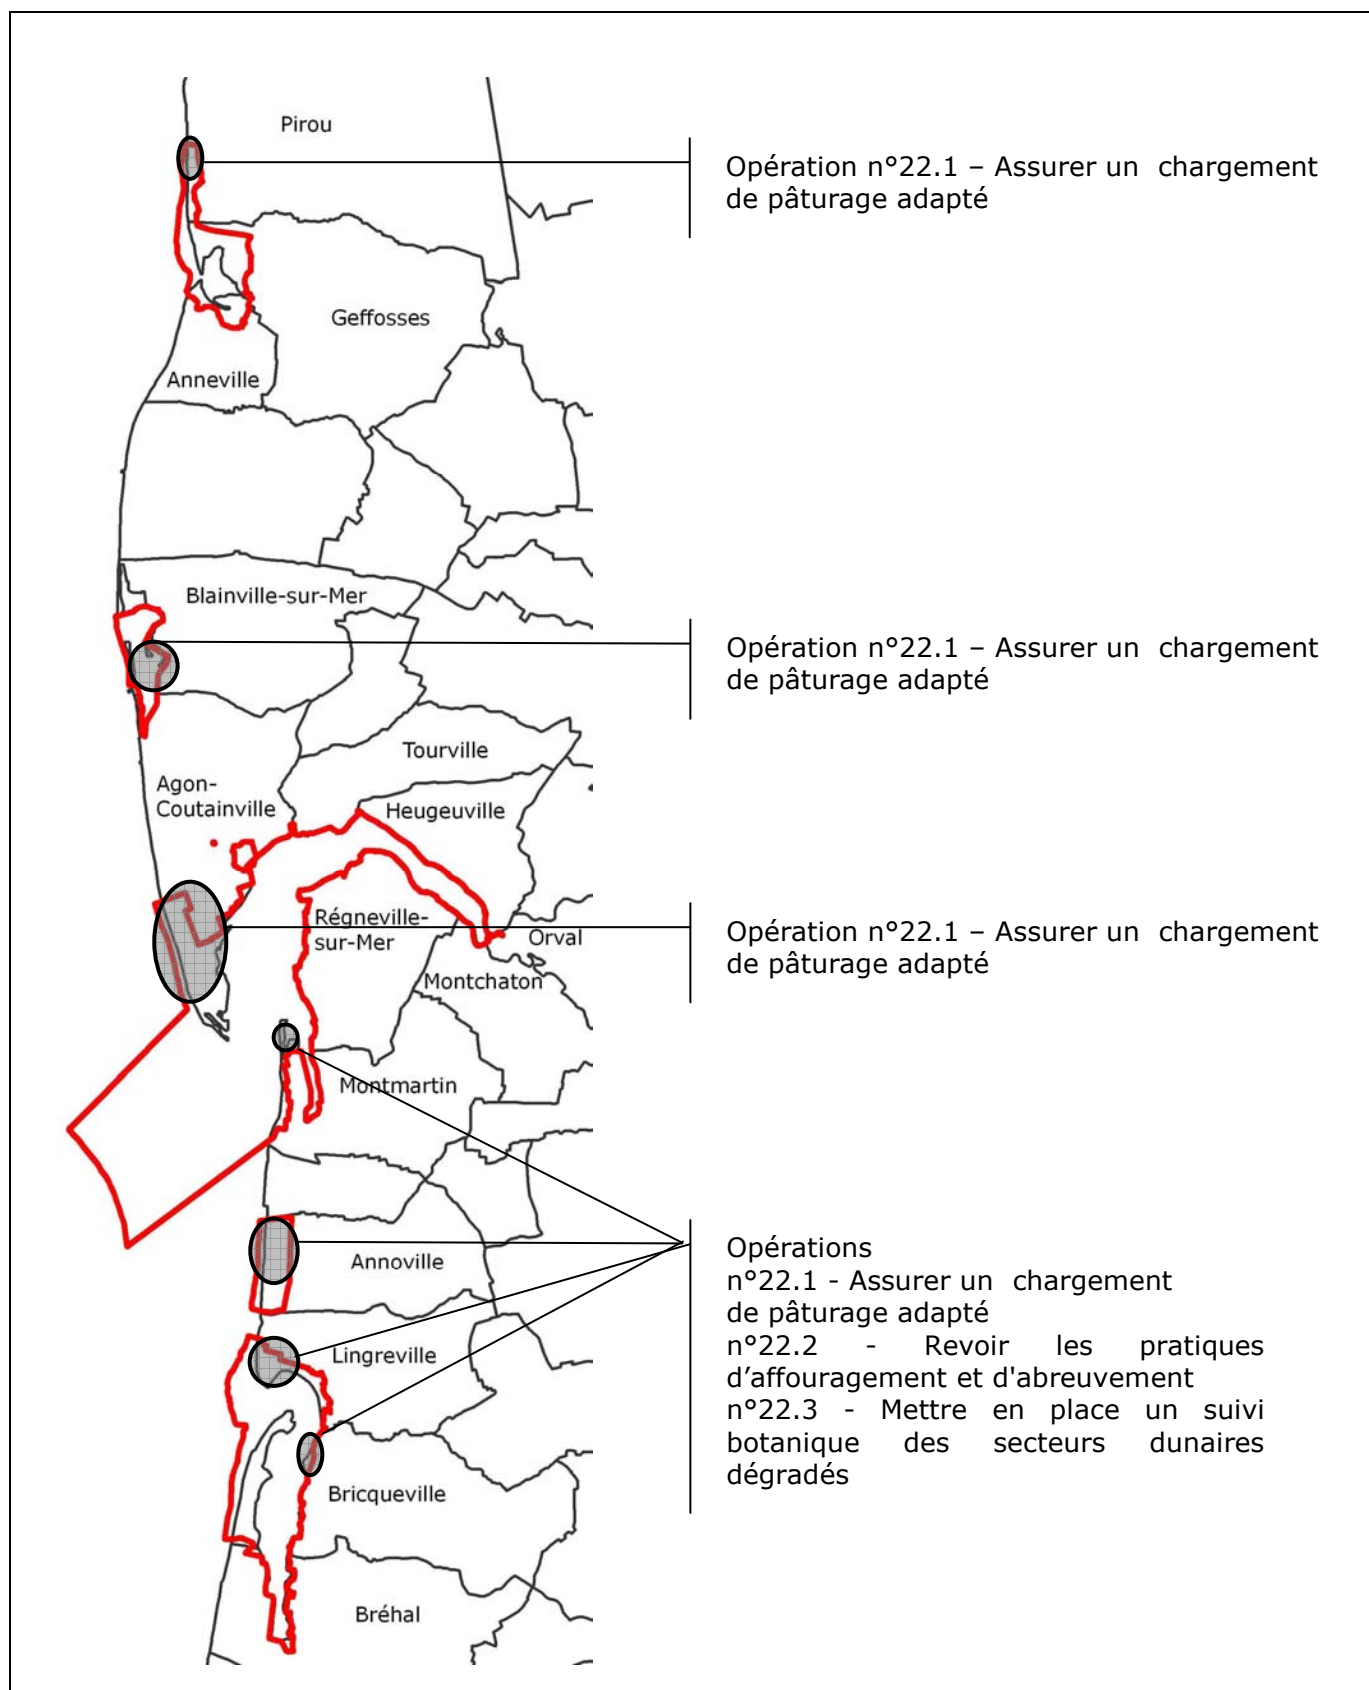 Pirou
Opération n°22.1 – Assurer un chargement
de pâturage adapté
Geffosses
Anneville
Blainville-sur-Mer
Opération n°22.1 – Assurer un chargement
de pâturage adapté
Tourville
Agon-
Coutainville
Heugeuville
Régneville-
sur-Mer
Orval
Opération n°22.1 – Assurer un chargement
de pâturage adapté
Montchaton
Montmartin
Annoville
Opérations
n°22.1 - Assurer un chargement
de pâturage adapté
n°22.2 - Revoir les pratiques
d’affouragement et d'abreuvement
n°22.3 - Mettre en place un suivi
botanique des secteurs dunaires
dégradés
Lingreville
Bricqueville
Bréhal